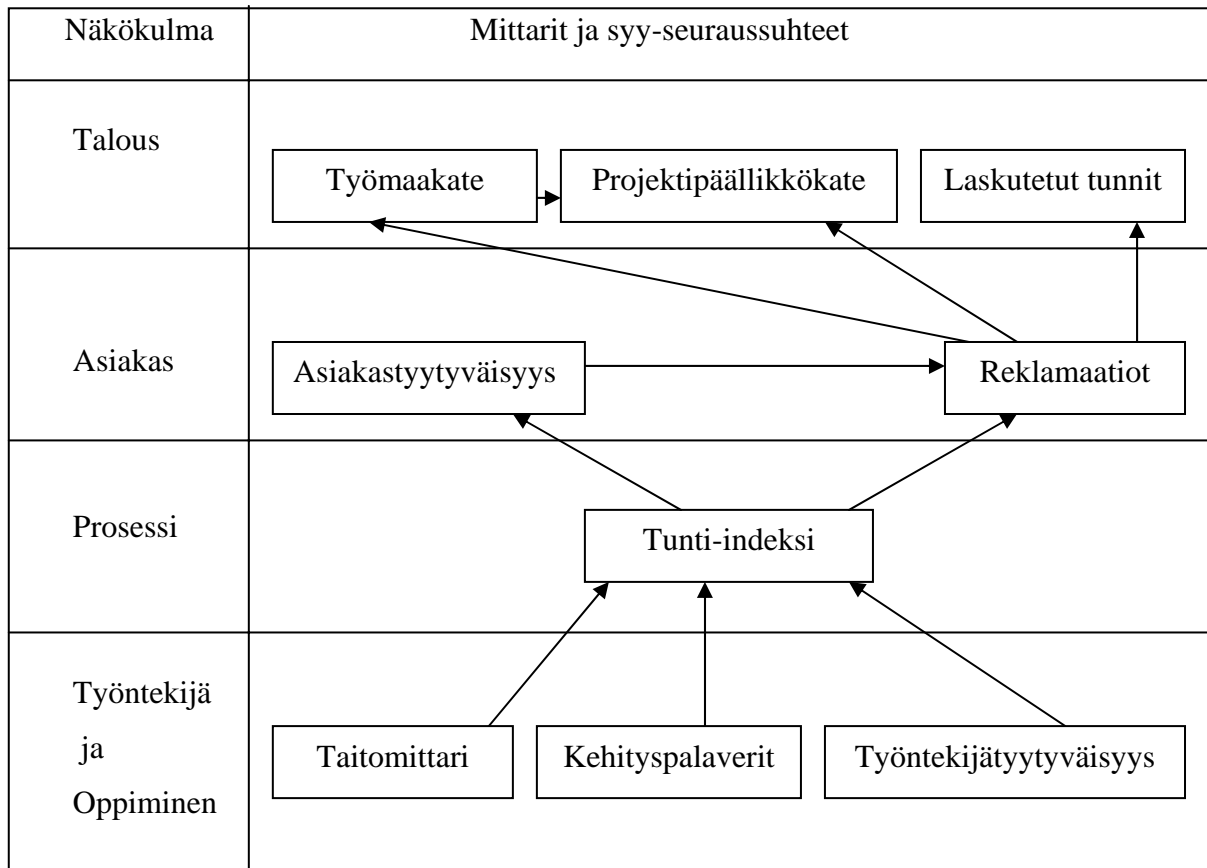 Näkökulma
Mittarit ja syy-seuraussuhteet
Talous
Työmaakate
Projektipäällikkökate
Laskutetut tunnit
Asiakas
Asiakastyytyväisyys
Reklamaatiot
Prosessi
Tunti-indeksi
Työntekijä
ja
Oppiminen
Taitomittari
Kehityspalaverit
Työntekijätyytyväisyys